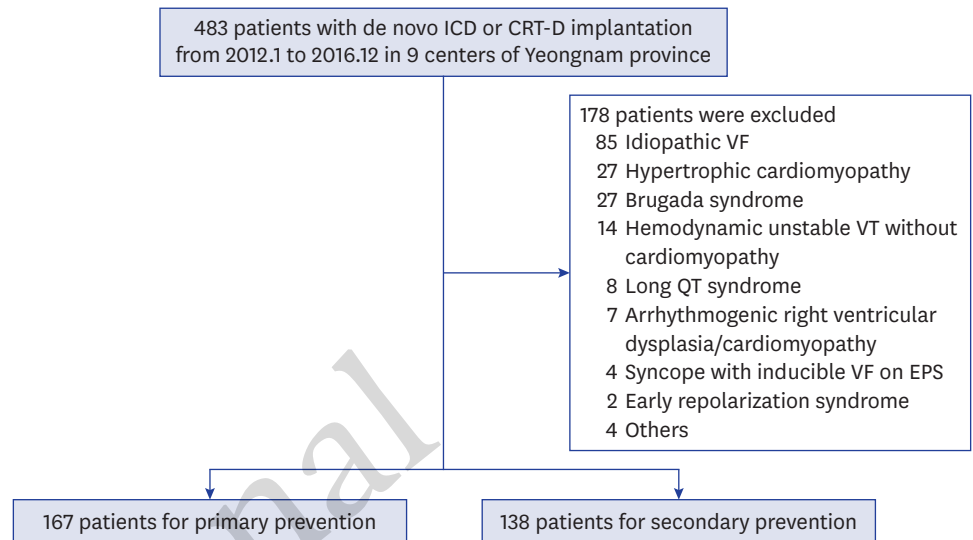 483 patients with de novo ICD or CRT-D implantation
from 2012.1 to 2016.12 in 9 centers of Yeongnam province
178 patients were excluded
85 Idiopathic VF
27 Hypertrophic cardiomyopathy
27 Brugada syndrome
14 Hemodynamic unstable VT without
cardiomyopathy
8 Long QT syndrome
7 Arrhythmogenic right ventricular
dysplasia/cardiomyopathy
4 Syncope with inducible VF on EPS
2 Early repolarization syndrome
4 Others
nal
167 patients for primary prevention
138 patients for secondary prevention